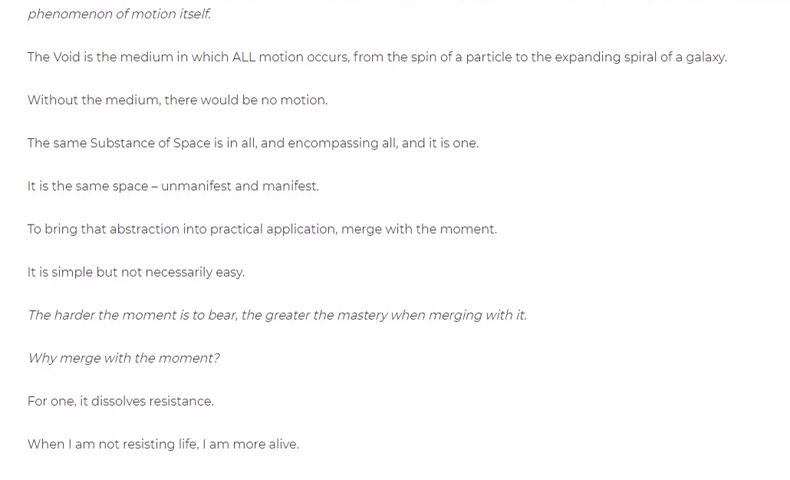 phenomenon of motion itself.
The Void is the medium in which ALL motion occurs, from the spin of a particle to the expanding spiral of a galaxy.
Without the medium, there would be no motion.
The same Substance of Space is in all, and encompassing all, and it is one.
It is the same space – unmanifest and manifest.
To bring that abstraction into practical application, merge with the moment.
It is simple but not necessarily easy.
The harder the moment is to bear, the greater the mastery when merging with it.
Why merge with the moment?
For one, it dissolves resistance.
When I am not resisting life, I am more alive.